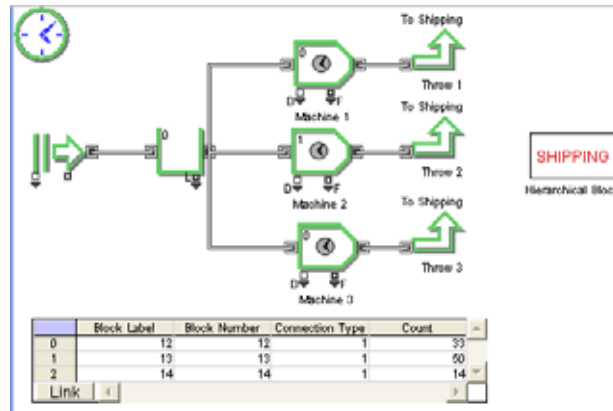 To Shipping
0
D F
Throw 1
Machine 1
To Shipping
0
1
L
D F
Throw 2
Machine 2
SHIPPING
Hierarchical Bloc
To Shipping
0
D F
Throw 3
Machine 3
Block Label Block Number Connection Type Count
0 12 12 1 33
1 13 13 1 50
2 14 14 1 14
Link